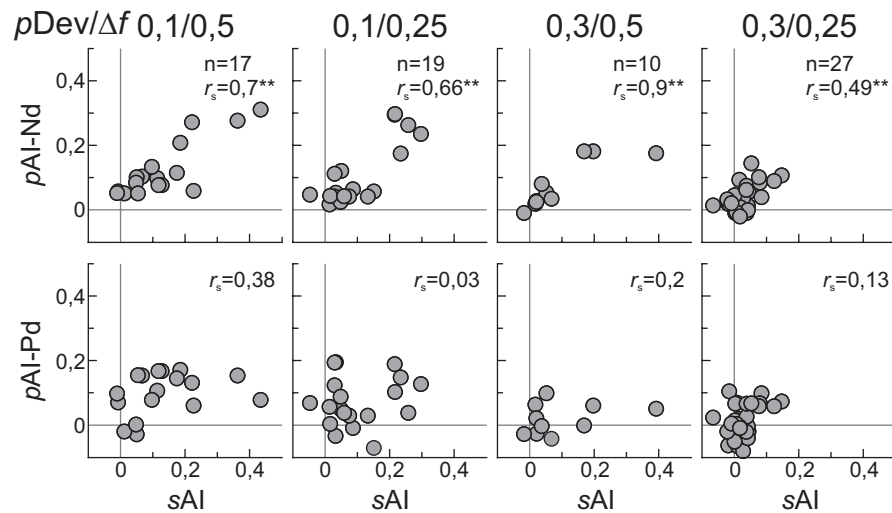 pDev/Δf 0,1/0,5 0,1/0,25 0,3/0,5 0,3/0,25
n=17 n=19 n=10 n=27
rs=0,7** rs=0,66** rs=0,9** rs=0,49**
0,4
pAI-Nd
0,2
0
rs=0,38 rs=0,03 rs=0,2 rs=0,13
0,4
pAI-Pd
0,2
0
0 0,2 0,4 0 0,2 0,4 0 0,2 0,4 0 0,2 0,4
sAI sAI sAI sAI